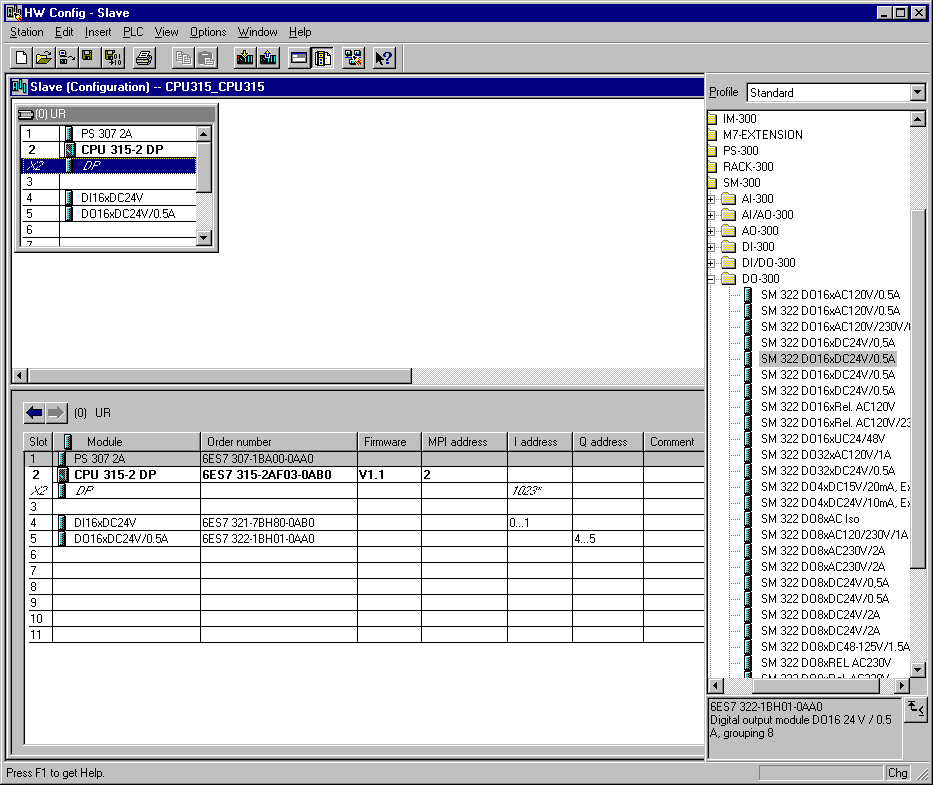 HW Config - Slave
Station Edit Insert PLC View Options Window Help
Slave (Configuration) -- CPU315_CPU315
(0) UR
1 PS 307 2A
2 CPU 315-2 DP
X2 DP
3
4 DI16xDC24V
5 DO16xDC24V/0.5A
6
7
(0) UR
Slot Module Order number Firmware MPI address I address Q address Comment
1 PS 307 2A 6ES7 307-1BA00-0AA0
2 CPU 315-2 DP 6ES7 315-2AF03-0AB0 V1.1 2
X2 DP 1023*
3
4 DI16xDC24V 6ES7 321-7BH80-0AB0 0...1
5 DO16xDC24V/0.5A 6ES7 322-1BH01-0AA0 4...5
6
7
8
9
10
11
Profile Standard
IM-300
M7-EXTENSION
PS-300
RACK-300
SM-300
AI-300
AI/AO-300
AO-300
DI-300
DI/DO-300
DO-300
SM 322 DO16xAC120V/0.5A
SM 322 DO16xAC120V/0.5A
SM 322 DO16xAC120V/230V/
SM 322 DO16xDC24V/0,5A
SM 322 DO16xDC24V/0.5A
SM 322 DO16xDC24V/0.5A
SM 322 DO16xDC24V/0.5A
SM 322 DO16xRel. AC120V
SM 322 DO16xRel. AC120V/23
SM 322 DO16xUC24/48V
SM 322 DO32xAC120V/1A
SM 322 DO32xDC24V/0.5A
SM 322 DO4xDC15V/20mA, Ex
SM 322 DO4xDC24V/10mA, Ex
SM 322 DO8xAC Iso
SM 322 DO8xAC120/230V/1A
SM 322 DO8xAC230V/2A
SM 322 DO8xAC230V/2A
SM 322 DO8xDC24V/0,5A
SM 322 DO8xDC24V/0.5A
SM 322 DO8xDC24V/2A
SM 322 DO8xDC24V/2A
SM 322 DO8xDC48-125V/1.5A
SM 322 DO8xREL AC230V
SM 322 DO8xRel. AC230V
6ES7 322-1BH01-0AA0
Digital output module DO16 24 V / 0.5
A, grouping 8
Press F1 to get Help.
Chg